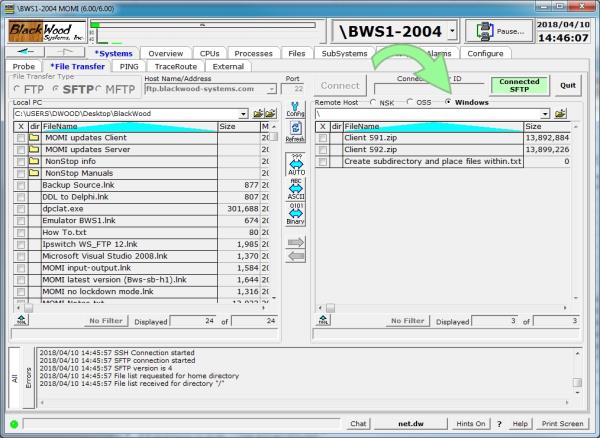 \BWS1-2004 MOMI (6.00/6.00)
BlackWood
Systems, Inc.
\BWS1-2004
Pause...
2018/04/10
14:46:07
*Systems Overview CPUs Processes Files SubSystems Alarms Configure
Probe *File Transfer PING TraceRoute External
File Transfer Type
FTP SFTP MFTP
Host Name/Address
ftp.blackwood-systems.com
Port
22
Connect
ID
Connected
SFTP
Quit
Local PC
C:\USERS\DWOOD\Desktop\BlackWood
X dir FileName Size M
MOMI updates Client 20
MOMI updates Server 20
NonStop info 20
NonStop Manuals 20
Backup Source.lnk 877 20
DDL to Delphi.lnk 807 20
dpclat.exe 301,688 20
Emulator BWS1.lnk 674 20
How To.txt 80 20
Ipswitch WS_FTP 12.lnk 1,985 20
Microsoft Visual Studio 2008.lnk 1,370 20
MOMI input-output.lnk 1,584 20
MOMI latest version (Bws-sb-h1).lnk 1,644 20
MOMI no lockdown mode.lnk 1,316 20
TOOL
No Filter Displayed 24 of 24
Config
Refresh
???
AUTO
ABC
ASCII
0101
Binary
Remote Host NSK OSS Windows
\
X dir FileName Size
Client 591.zip 13,892,884
Client 592.zip 13,899,226
Create subdirectory and place files within.txt 0
TOOL
No Filter Displayed 3 of 3
All
Errors
2018/04/10 14:45:57 SSH Connection started
2018/04/10 14:45:57 SFTP connection started
2018/04/10 14:45:57 SFTP version is 4
2018/04/10 14:45:57 File list requested for home directory
2018/04/10 14:45:57 File list received for directory "/"
Chat net.dw Hints On ? Help Print Screen